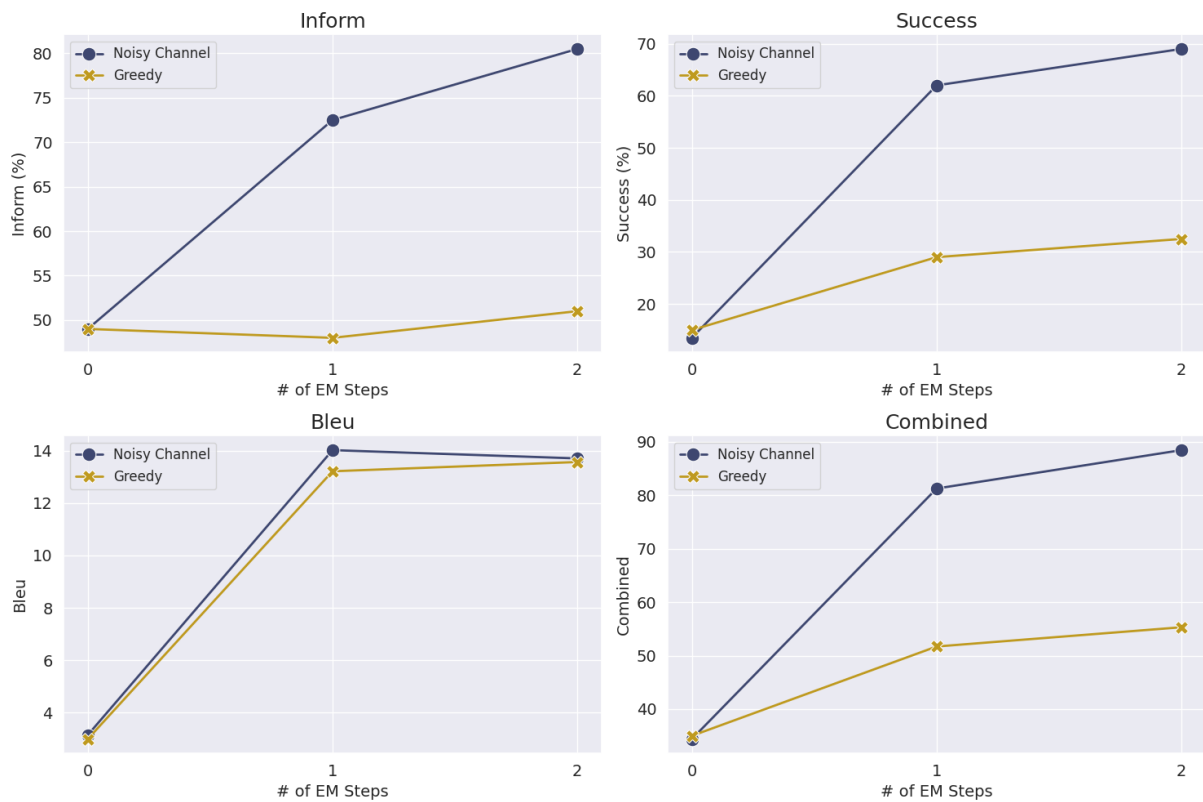 Inform
Noisy Channel
Greedy
Inform (%)
80
75
70
65
60
55
50
0 1 2
# of EM Steps
Success
Noisy Channel
Greedy
Success (%)
70
60
50
40
30
20
0 1 2
# of EM Steps
Bleu
Noisy Channel
Greedy
Bleu
14
12
10
8
6
4
0 1 2
# of EM Steps
Combined
Noisy Channel
Greedy
Combined
90
80
70
60
50
40
0 1 2
# of EM Steps